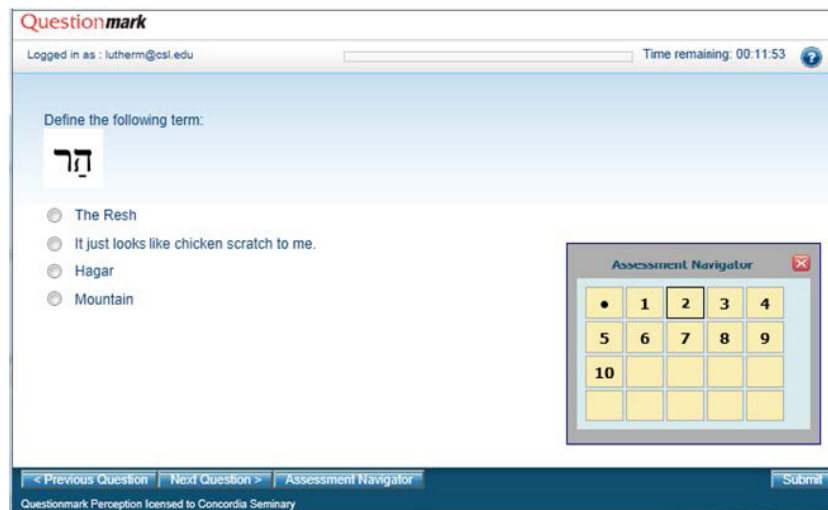 Questionmark
Logged in as : lutherm@csl.edu
Time remaining: 00:11:53
?
Define the following term:
הַר
The Resh
It just looks like chicken scratch to me.
Hagar
Mountain
Assessment Navigator
• 1 2 3 4
5 6 7 8 9
10
< Previous Question Next Question > Assessment Navigator Submit
Questionmark Perception licensed to Concordia Seminary